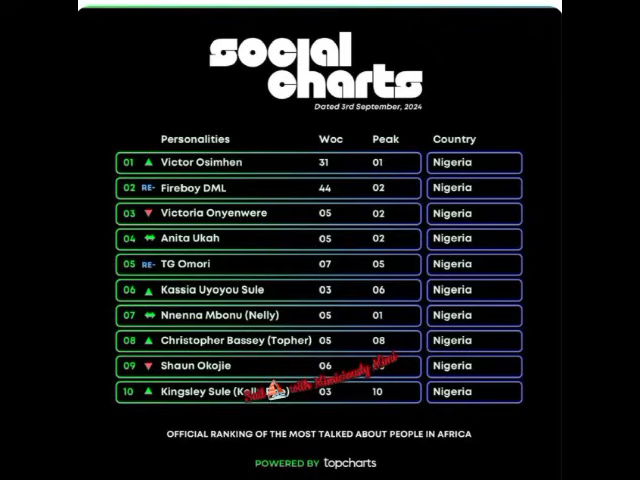 social
charts
Dated 3rd September, 2024
Personalities Woc Peak Country
01 Victor Osimhen 31 01 Nigeria
02 RE- Fireboy DML 44 02 Nigeria
03 Victoria Onyenwere 05 02 Nigeria
04 Anita Ukah 05 02 Nigeria
05 RE- TG Omori 07 05 Nigeria
06 Kassia Uyoyou Sule 03 06 Nigeria
07 Nnenna Mbonu (Nelly) 05 01 Nigeria
08 Christopher Bassey (Topher) 05 08 Nigeria
09 Shaun Okojie 06 Nigeria
10 Kingsley Sule 03 10 Nigeria
with
OFFICIAL RANKING OF THE MOST TALKED ABOUT PEOPLE IN AFRICA
POWERED BY topcharts